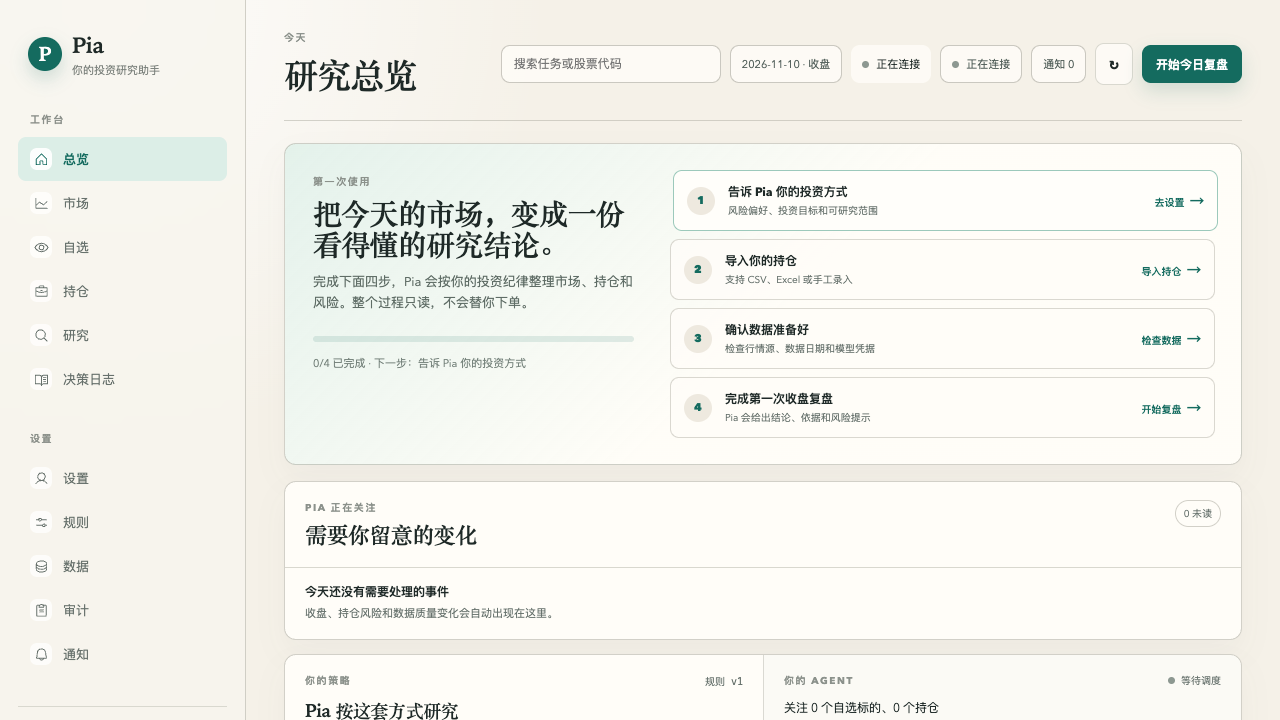 P
Pia
你的投资研究助手
工作台
总览
市场
自选
持仓
研究
决策日志
设置
设置
规则
数据
审计
通知
今天
研究总览
搜索任务或股票代码
2026-11-10 · 收盘
正在连接
正在连接
通知 0
↻
开始今日复盘
第一次使用
把今天的市场，变成一份
看得懂的研究结论。
完成下面四步，Pia 会按你的投资纪律整理市场、持仓和
风险。整个过程只读，不会替你下单。
0/4 已完成 · 下一步：告诉 Pia 你的投资方式
1
告诉 Pia 你的投资方式
风险偏好、投资目标和可研究范围
去设置 →
2
导入你的持仓
支持 CSV、Excel 或手工录入
导入持仓 →
3
确认数据准备好
检查行情源、数据日期和模型凭据
检查数据 →
4
完成第一次收盘复盘
Pia 会给出结论、依据和风险提示
开始复盘 →
PIA 正在关注
需要你留意的变化
0 未读
今天还没有需要处理的事件
收盘、持仓风险和数据质量变化会自动出现在这里。
你的策略
规则 v1
Pia 按这套方式研究
你的 AGENT
等待调度
关注 0 个自选标的、0 个持仓